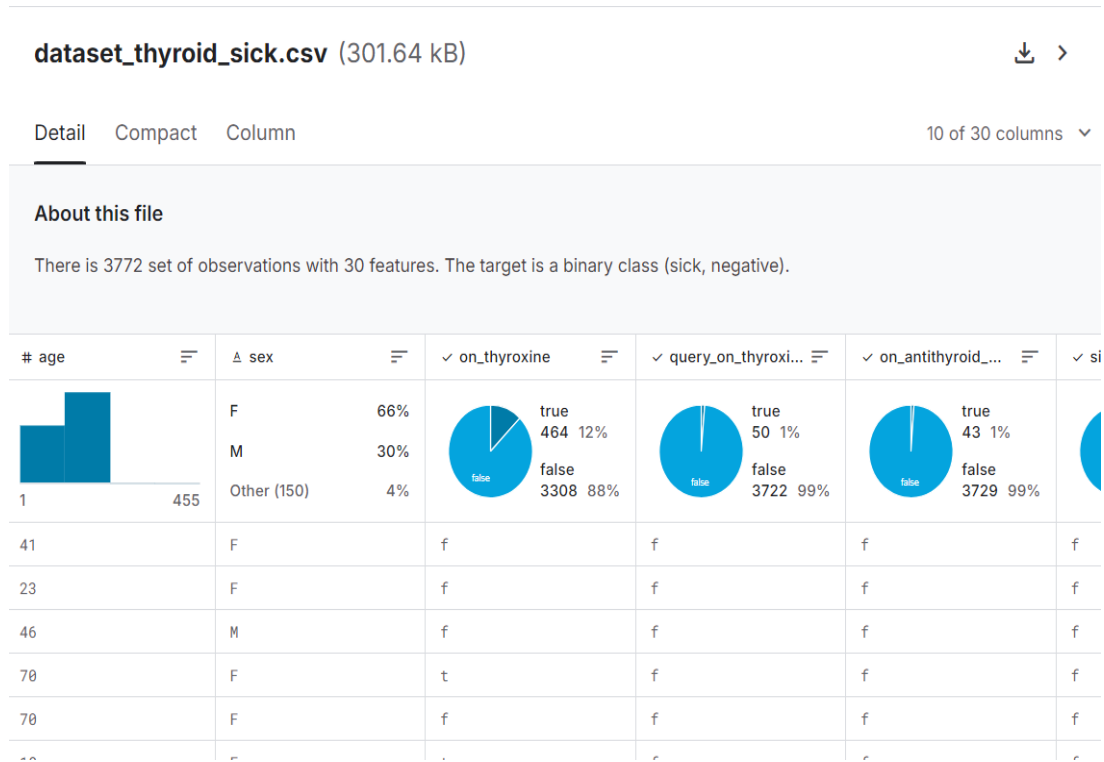 dataset_thyroid_sick.csv (301.64 kB)
Detail Compact Column 10 of 30 columns
About this file
There is 3772 set of observations with 30 features. The target is a binary class (sick, negative).
# age A sex on_thyroxine query_on_thyroxi... on_antithyroid_... si
F 66% true true true
M 30% 464 12% 50 1% 43 1%
Other (150) 4% false false false
false 3308 88% false 3722 99% false 3729 99%
1 455
41 F f f f f
23 F f f f f
46 M f f f f
70 F t f f f
70 F f f f f